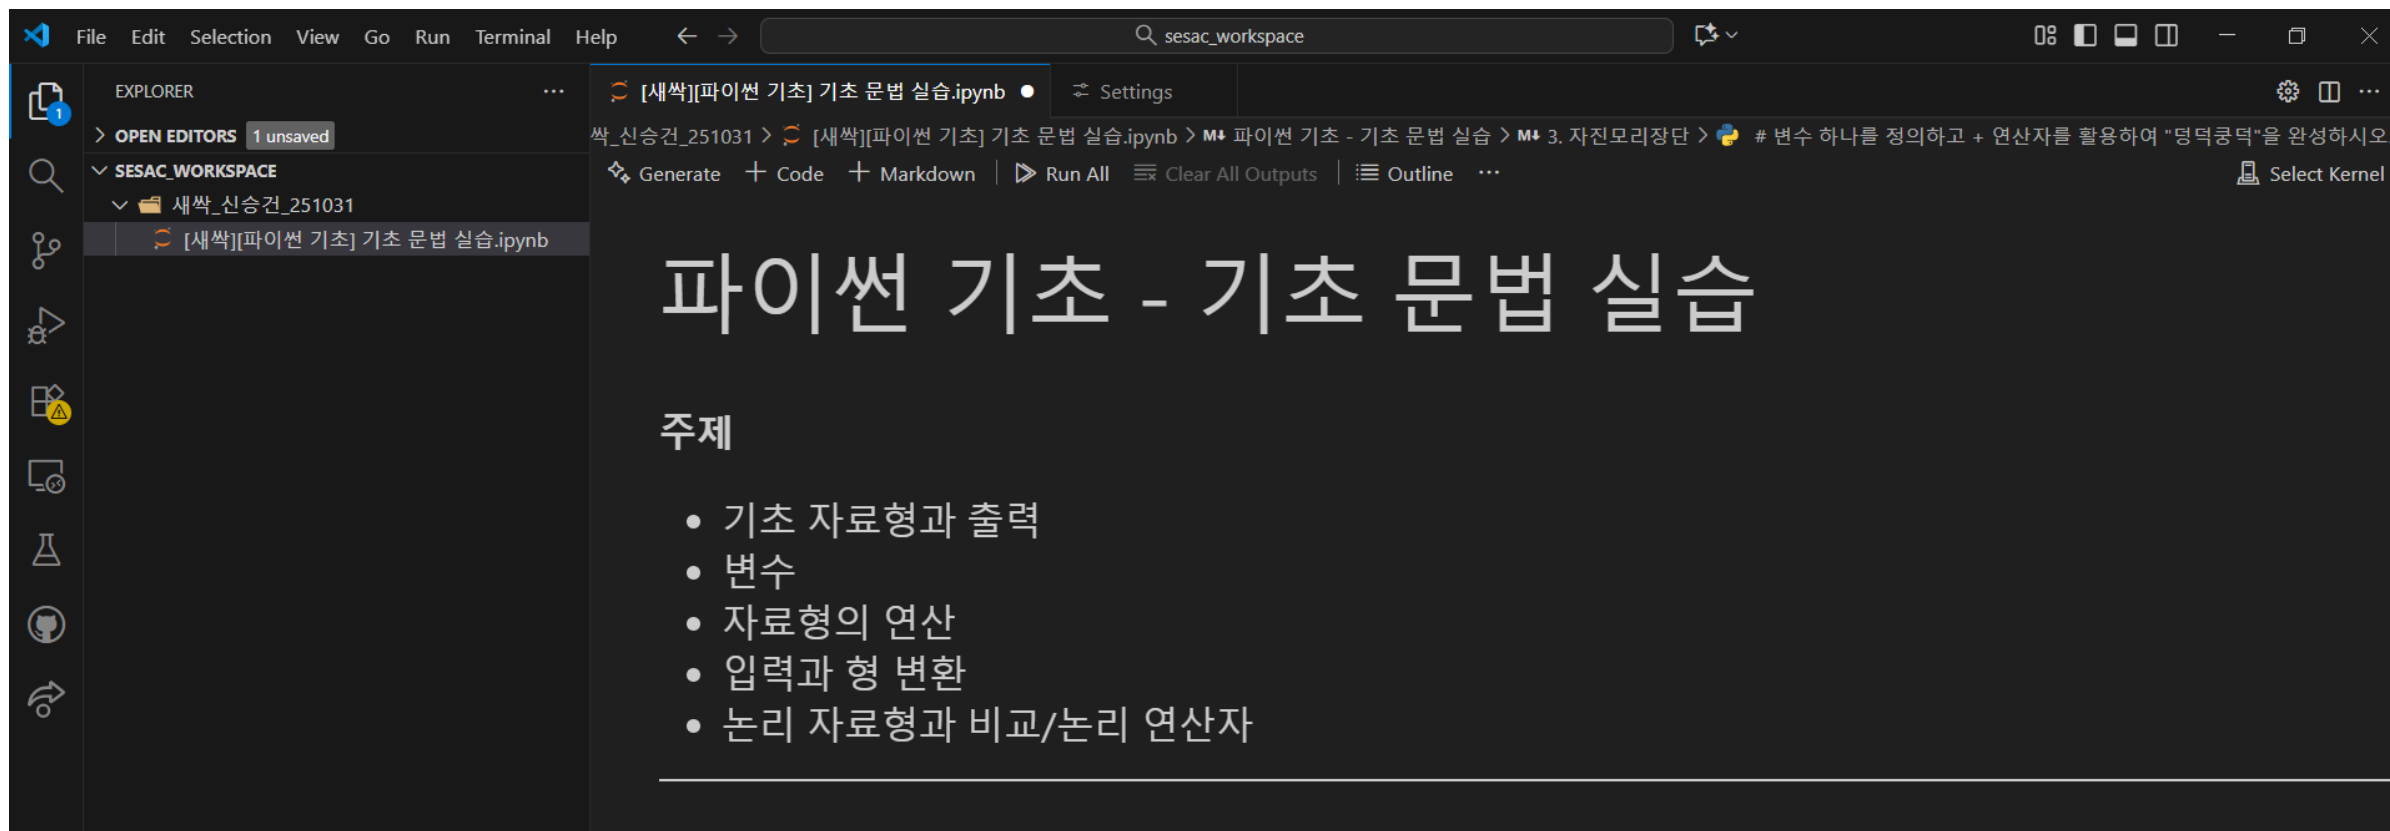 File Edit Selection View Go Run Terminal Help
sesac_workspace
EXPLORER
1
OPEN EDITORS 1 unsaved
SESAC_WORKSPACE
새싹_신승건_251031
[새싹][파이썬 기초] 기초 문법 실습.ipynb
[새싹][파이썬 기초] 기초 문법 실습.ipynb
Settings
싹_신승건_251031 > [새싹][파이썬 기초] 기초 문법 실습.ipynb > M↓ 파이썬 기초 - 기초 문법 실습 > M↓ 3. 자진모리장단 > # 변수 하나를 정의하고 + 연산자를 활용하여 "덩덕쿵덕"을 완성하시오.
Generate + Code + Markdown Run All Clear All Outputs Outline ...
Select Kernel
파이썬 기초 - 기초 문법 실습
주제
• 기초 자료형과 출력
• 변수
• 자료형의 연산
• 입력과 형 변환
• 논리 자료형과 비교/논리 연산자